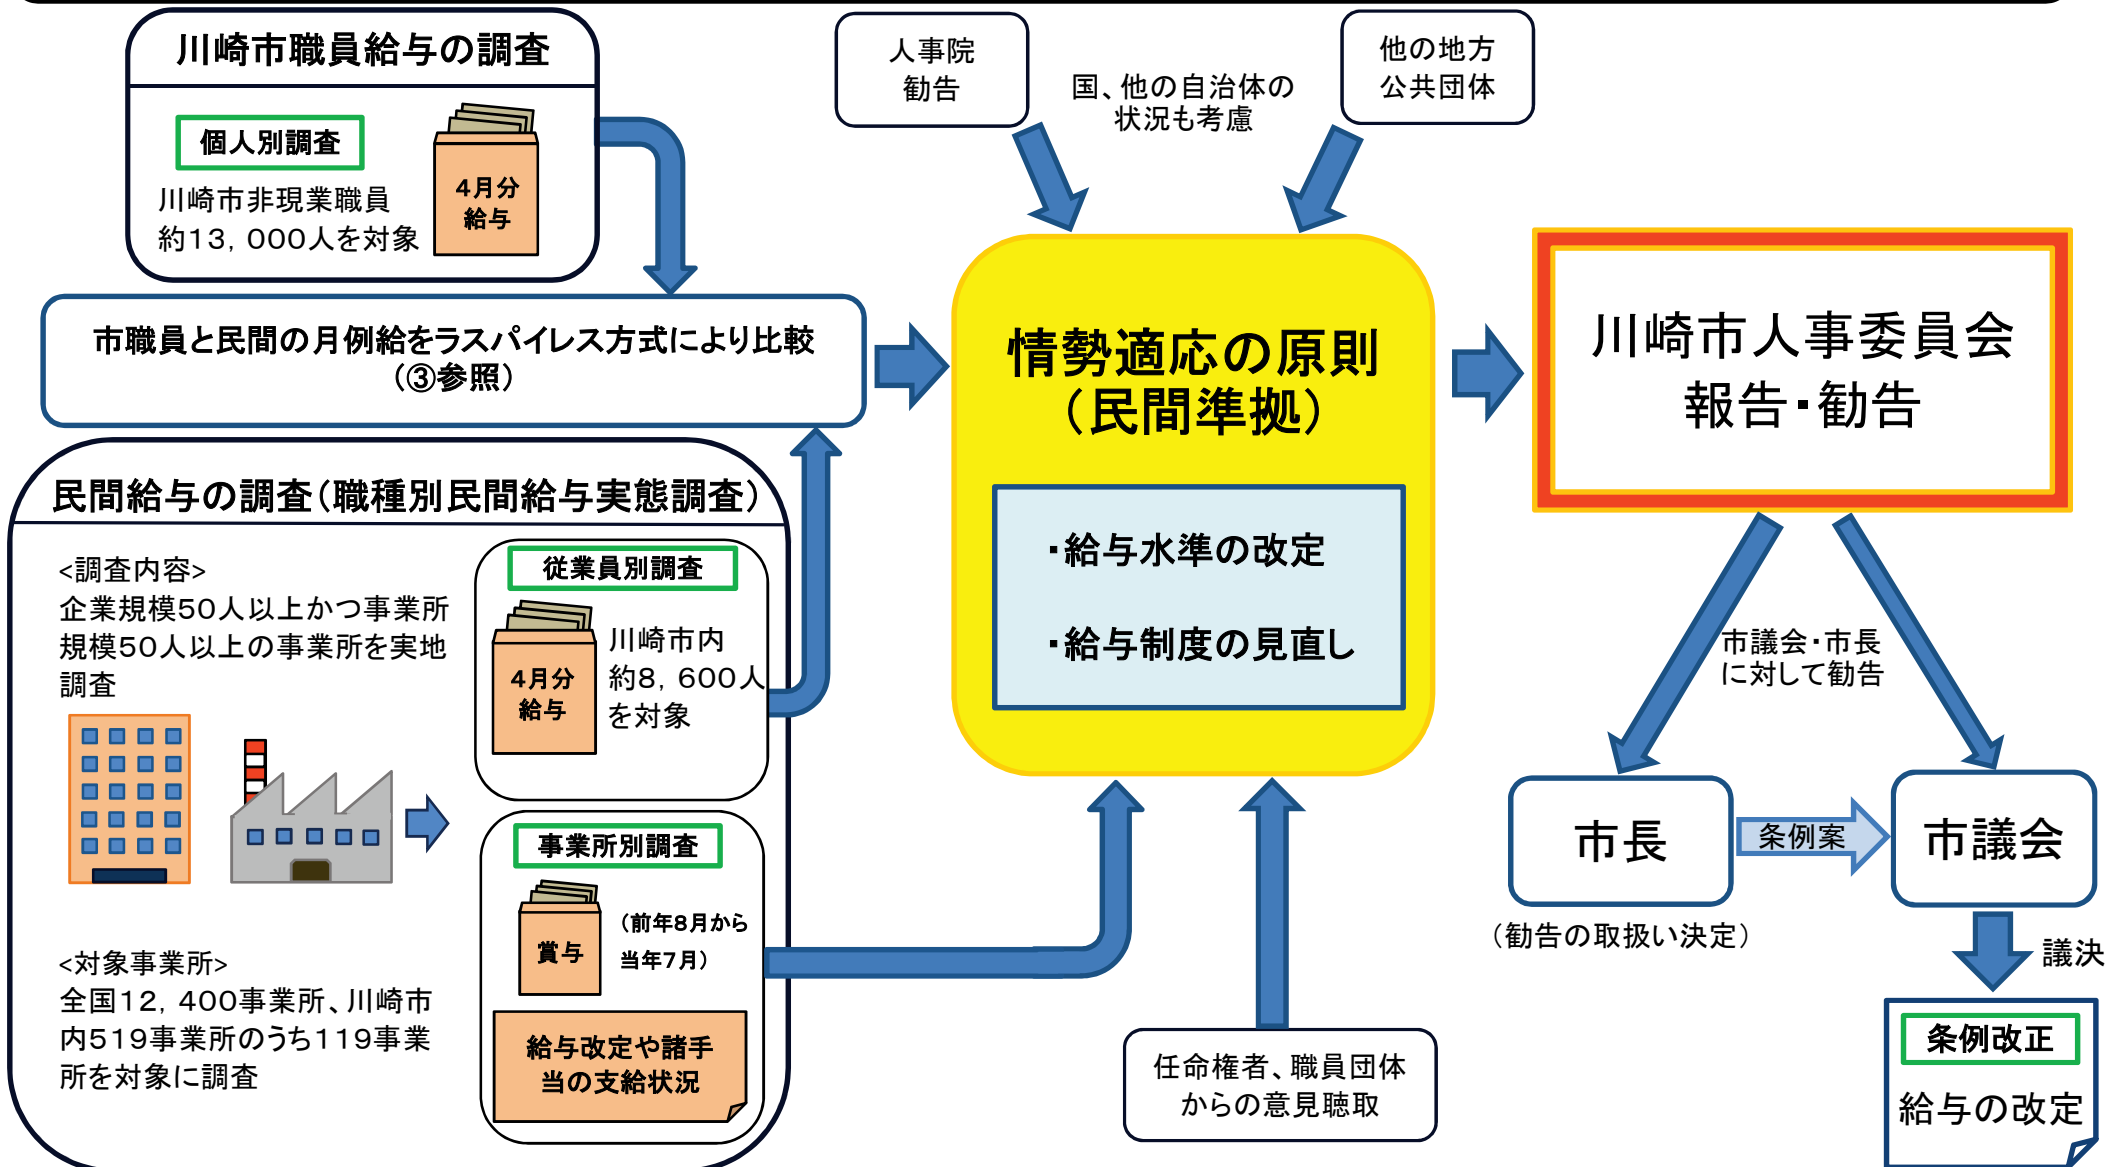 川崎市職員給与の調査
個人別調査
川崎市非現業職員
約13,000人を対象
4月分
給与
市職員と民間の月例給をラスパイレス方式により比較
(③参照)
民間給与の調査(職種別民間給与実態調査)
<調査内容>
企業規模50人以上かつ事業所
規模50人以上の事業所を実地
調査
<対象事業所>
全国12,400事業所、川崎市
内519事業所のうち119事業
所を対象に調査
従業員別調査
4月分
給与
川崎市内
約8,600人
を対象
事業所別調査
賞与
(前年8月から
当年7月)
給与改定や諸手
当の支給状況
人事院
勧告
国、他の自治体の
状況も考慮
他の地方
公共団体
情勢適応の原則
(民間準拠)
・給与水準の改定
・給与制度の見直し
任命権者、職員団体
からの意見聴取
川崎市人事委員会
報告・勧告
市議会・市長
に対して勧告
市長
(勧告の取扱い決定)
条例案
市議会
議決
条例改正
給与の改定